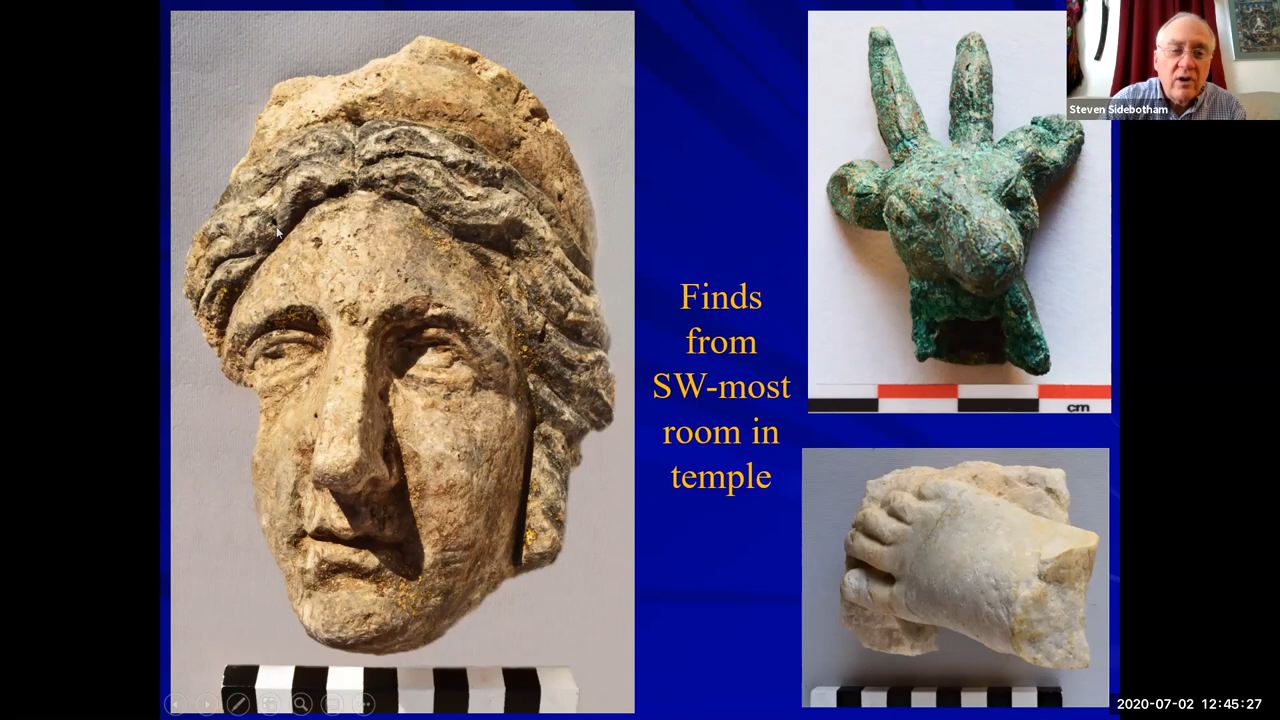 Finds
from
SW-most
room in
temple
cm
Steven Sidebotham
2020-07-02 12:45:27